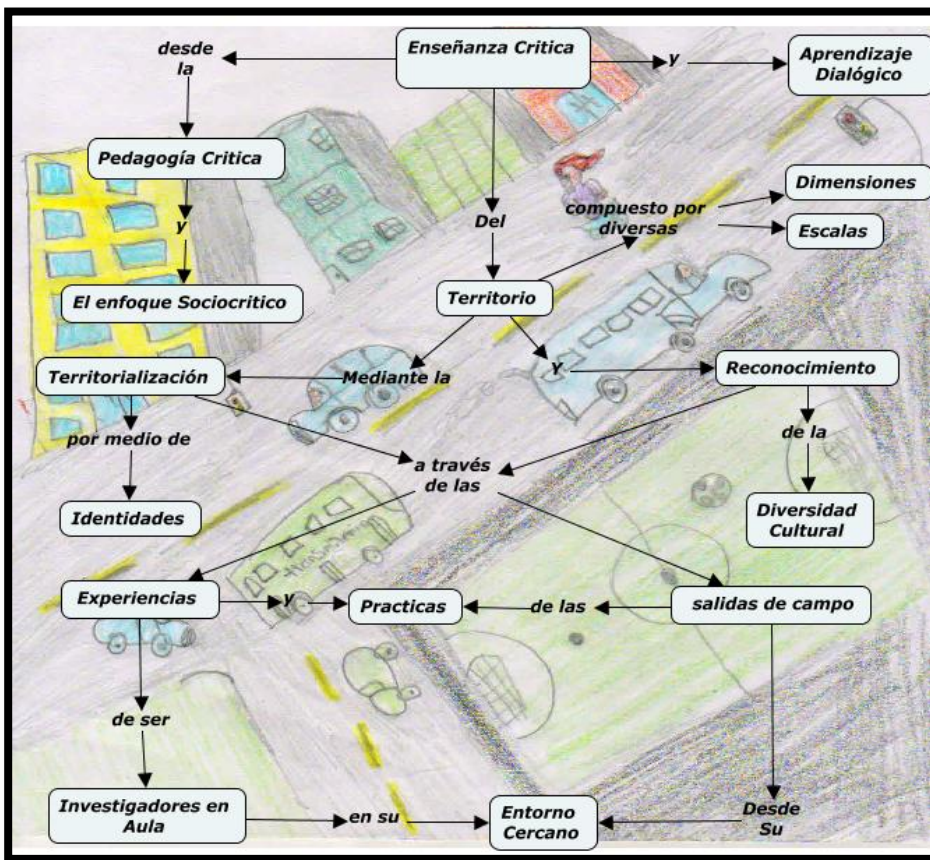 Enseñanza Critica
desde
la
y
Aprendizaje
Dialógico
Pedagogía Critica
y
El enfoque Sociocritico
Del
compuesto por
diversas
Dimensiones
Escalas
Territorio
Territorialización
Mediante la
Y
Reconocimiento
por medio de
a través
de las
de la
Identidades
Diversidad
Cultural
Experiencias
y
Practicas
de las
salidas de campo
de ser
Investigadores en
Aula
en su
Entorno
Cercano
Desde
Su